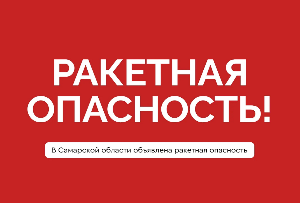 РАКЕТНАЯ
ОПАСНОСТЬ!
В Самарской области объявлена ракетная опасность